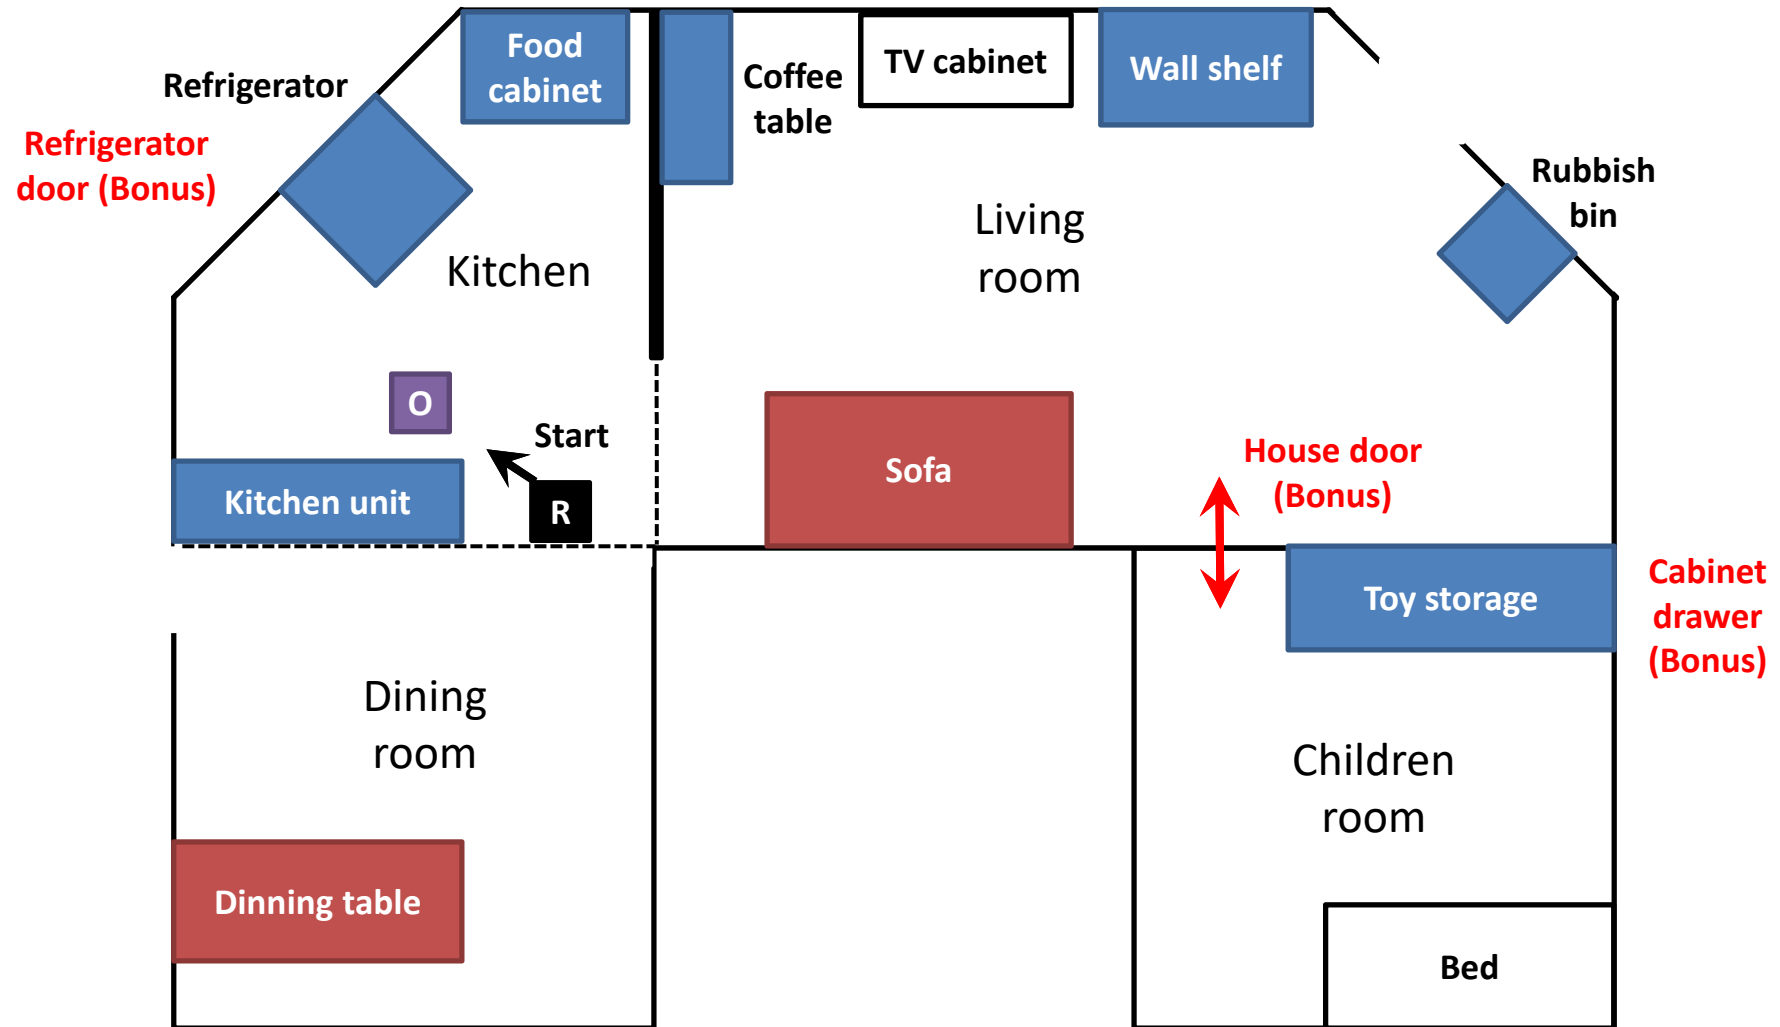 Food
cabinet
Refrigerator
Refrigerator
door (Bonus)
Kitchen
Coffee
table
TV cabinet
Wall shelf
Rubbish
bin
Living
room
O
Start
R
Kitchen unit
Sofa
House door
(Bonus)
Toy storage
Cabinet
drawer
(Bonus)
Dining
room
Children
room
Dinning table
Bed